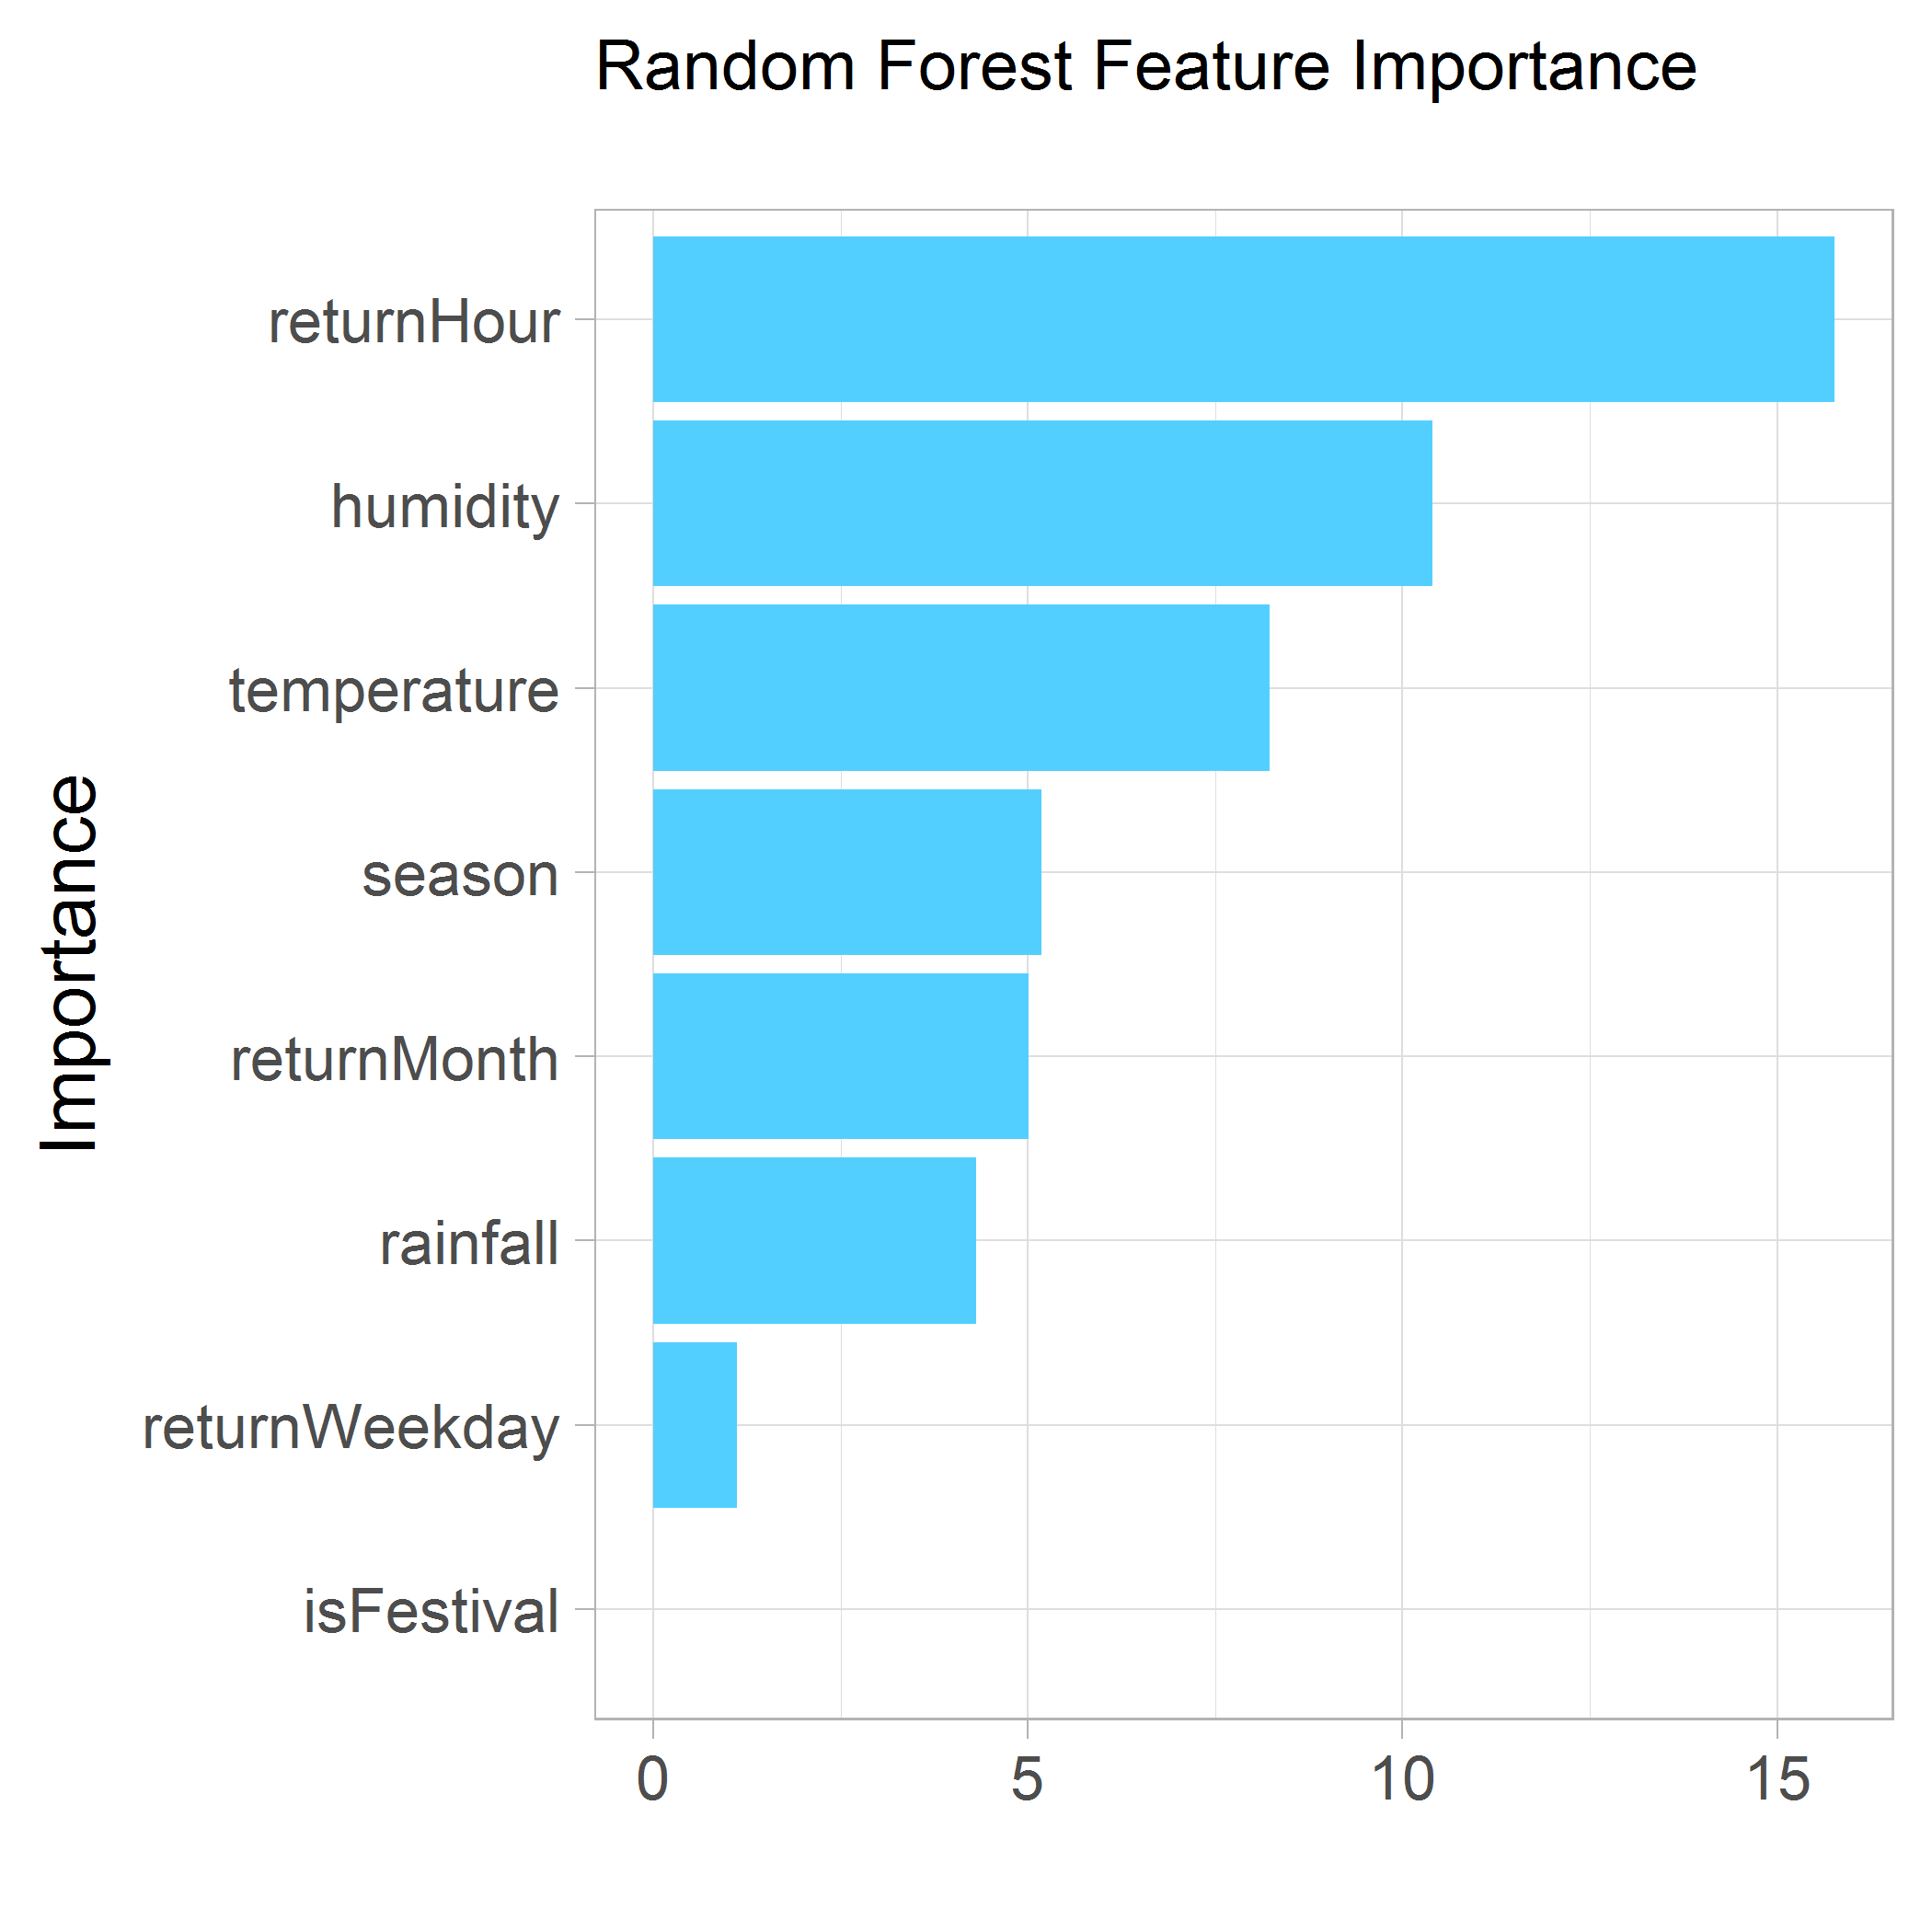 Random Forest Feature Importance
Importance
returnHour
humidity
temperature
season
returnMonth
rainfall
returnWeekday
isFestival
0 5 10 15